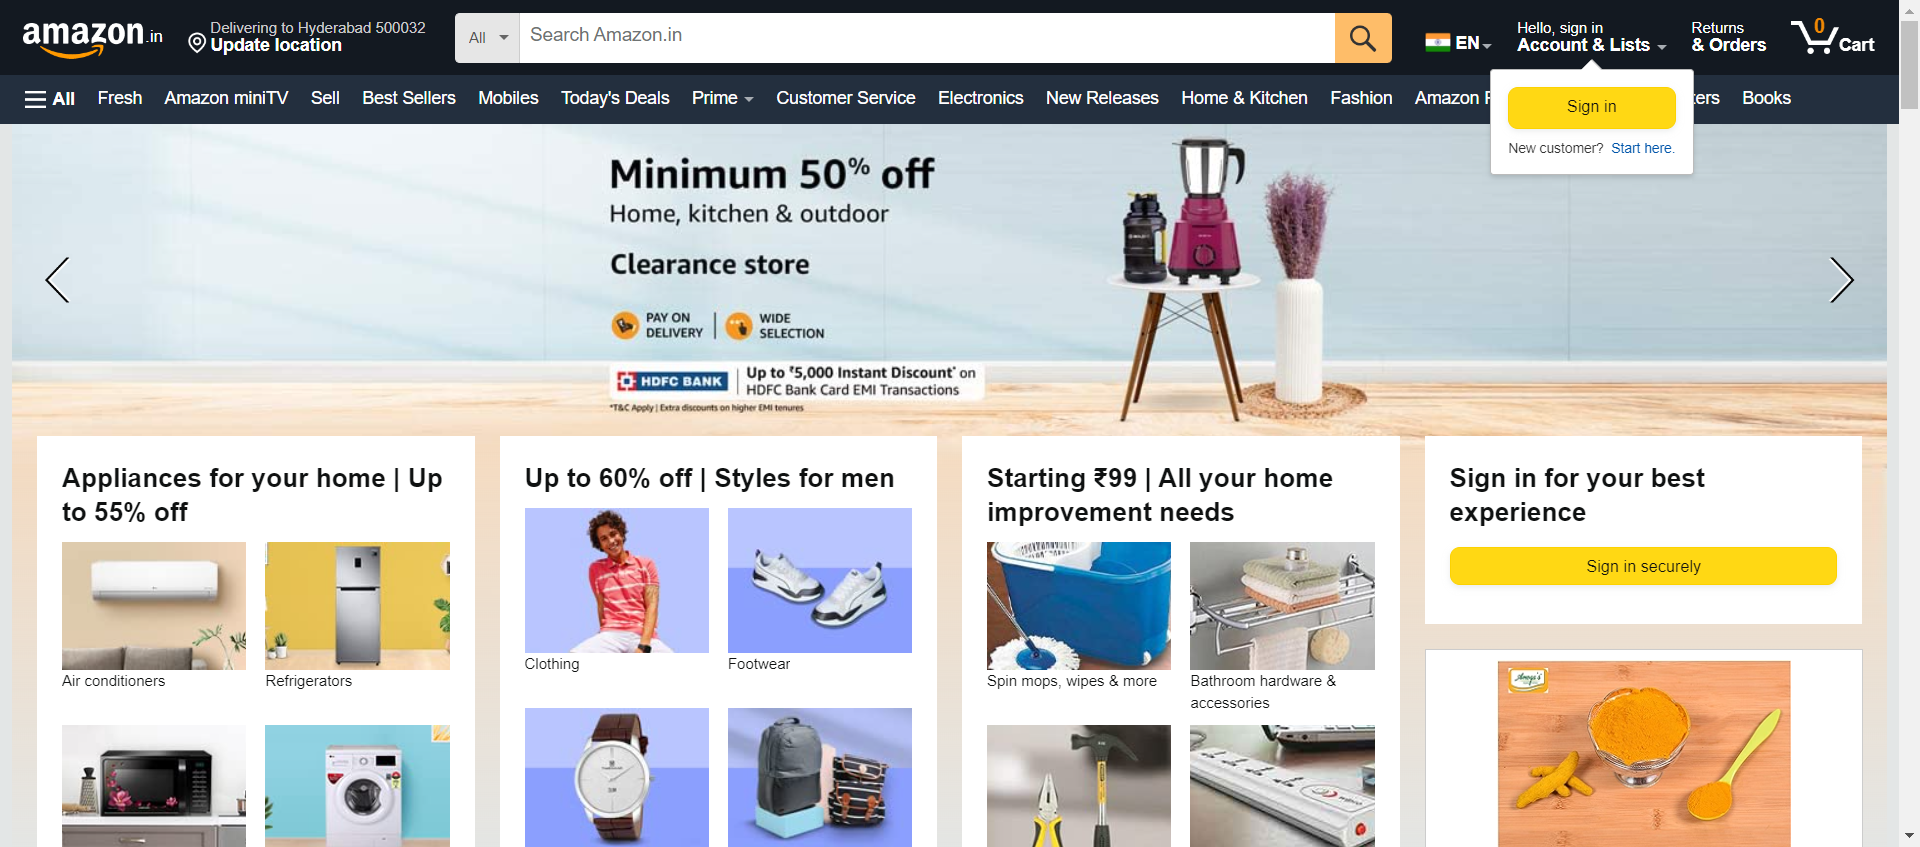 amazon.in
Delivering to Hyderabad 500032
Update location
All
Search Amazon.in
EN
Hello, sign in
Account & Lists
Returns
& Orders
0
Cart
All
Fresh
Amazon miniTV
Sell
Best Sellers
Mobiles
Today's Deals
Prime
Customer Service
Electronics
New Releases
Home & Kitchen
Fashion
Amazon
ers
Books
Sign in
New customer? Start here.
Minimum 50% off
Home, kitchen & outdoor
Clearance store
PAY ON
DELIVERY
WIDE
SELECTION
HDFC BANK
Up to ₹5,000 Instant Discount* on
HDFC Bank Card EMI Transactions
*T&C Apply | Extra discounts on higher EMI tenures
Appliances for your home | Up
to 55% off
Air conditioners
Refrigerators
Up to 60% off | Styles for men
Clothing
Footwear
Starting ₹99 | All your home
improvement needs
Spin mops, wipes & more
Bathroom hardware &
accessories
Sign in for your best
experience
Sign in securely